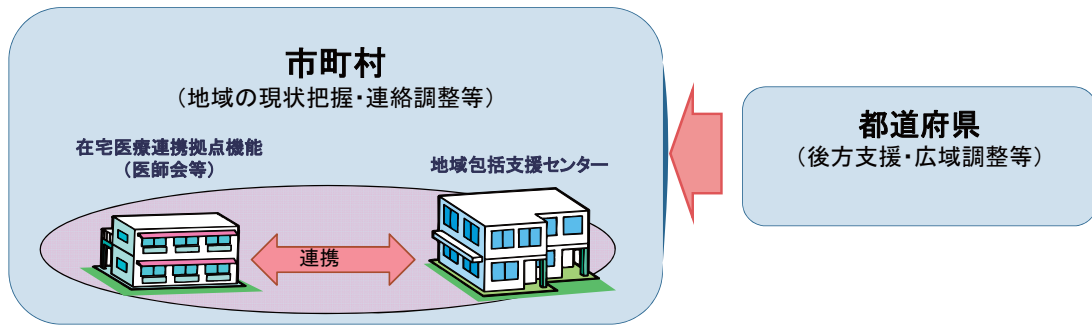 市町村
（地域の現状把握・連絡調整等）
在宅医療連携拠点機能
（医師会等）
地域包括支援センター
連携
都道府県
（後方支援・広域調整等）